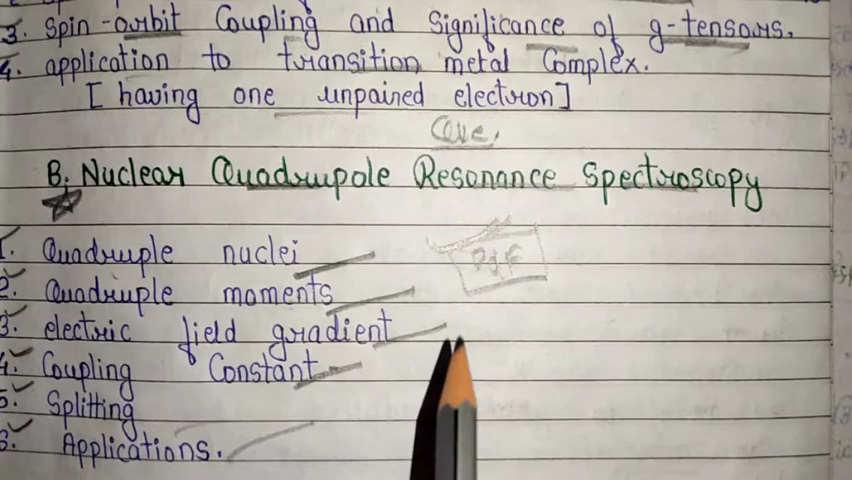 3. Spin-orbit Coupling and Significance of g-tensors.
4. application to transition metal Complex.
[having one unpaired electron]
B. Nuclear Quadrupole Resonance Spectroscopy
1. Quadruple nuclei
2. Quadruple moments
3. electric field gradient
4. Coupling Constant
5. Splitting
6. Applications.